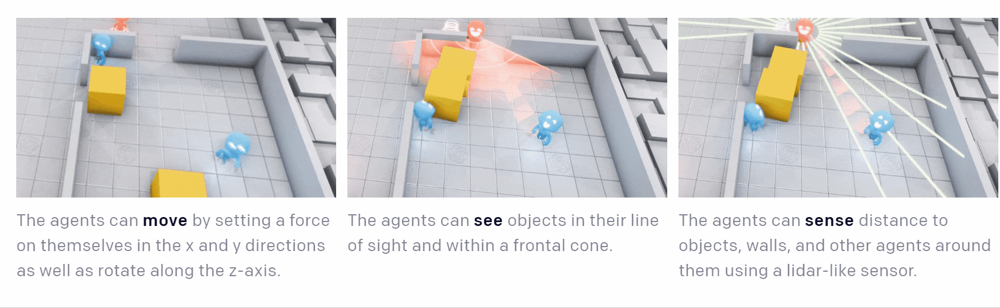 The agents can move by setting a force
on themselves in the x and y directions
as well as rotate along the z-axis.
The agents can see objects in their line
of sight and within a frontal cone.
The agents can sense distance to
objects, walls, and other agents around
them using a lidar-like sensor.